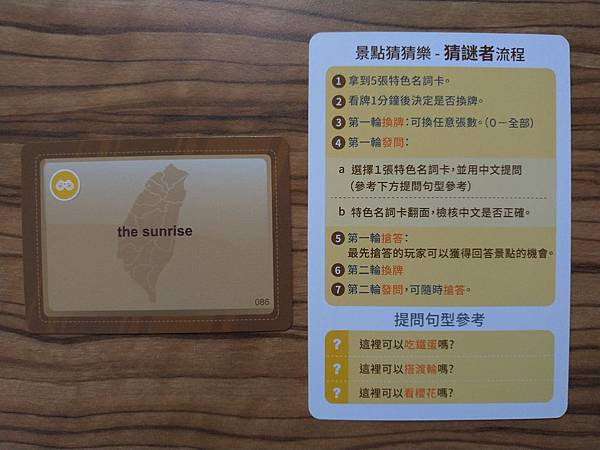 the sunrise
086
景點猜猜樂 - 猜謎者流程
1 拿到5張特色名詞卡。
2 看牌1分鐘後決定是否換牌。
3 第一輪換牌:可換任意張數。(0－全部)
4 第一輪發問:
a 選擇1張特色名詞卡,並用中文提問
(參考下方提問句型參考)
b 特色名詞卡翻面,檢核中文是否正確。
5 第一輪搶答:
最先搶答的玩家可以獲得回答景點的機會。
6 第二輪換牌
7 第二輪發問,可隨時搶答。
提問句型參考
? 這裡可以吃鐵蛋嗎?
? 這裡可以搭渡輪嗎?
? 這裡可以看櫻花嗎?